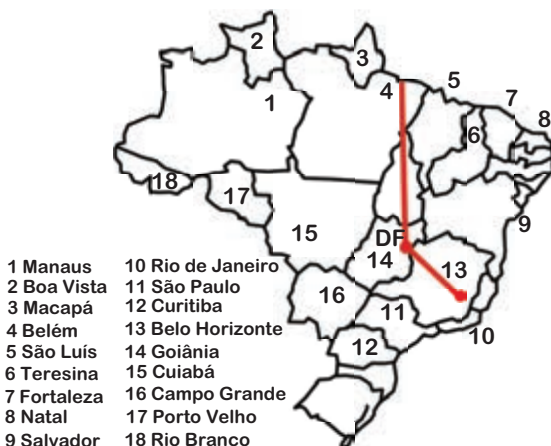 2
3
1
4
5
7
8
6
18
17
9
15
DF
14
13
16
11
10
12
1 Manaus
2 Boa Vista
3 Macapá
4 Belém
5 São Luís
6 Teresina
7 Fortaleza
8 Natal
9 Salvador
10 Rio de Janeiro
11 São Paulo
12 Curitiba
13 Belo Horizonte
14 Goiânia
15 Cuiabá
16 Campo Grande
17 Porto Velho
18 Rio Branco